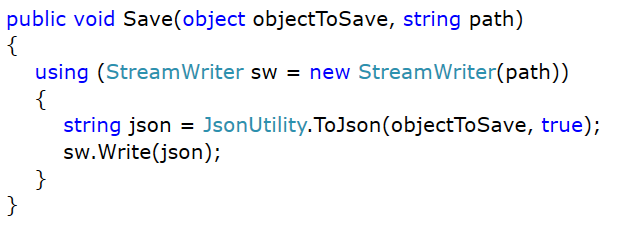 public void Save(object objectToSave, string path)
{
using (StreamWriter sw = new StreamWriter(path))
{
string json = JsonUtility.ToJson(objectToSave, true);
sw.Write(json);
}
}